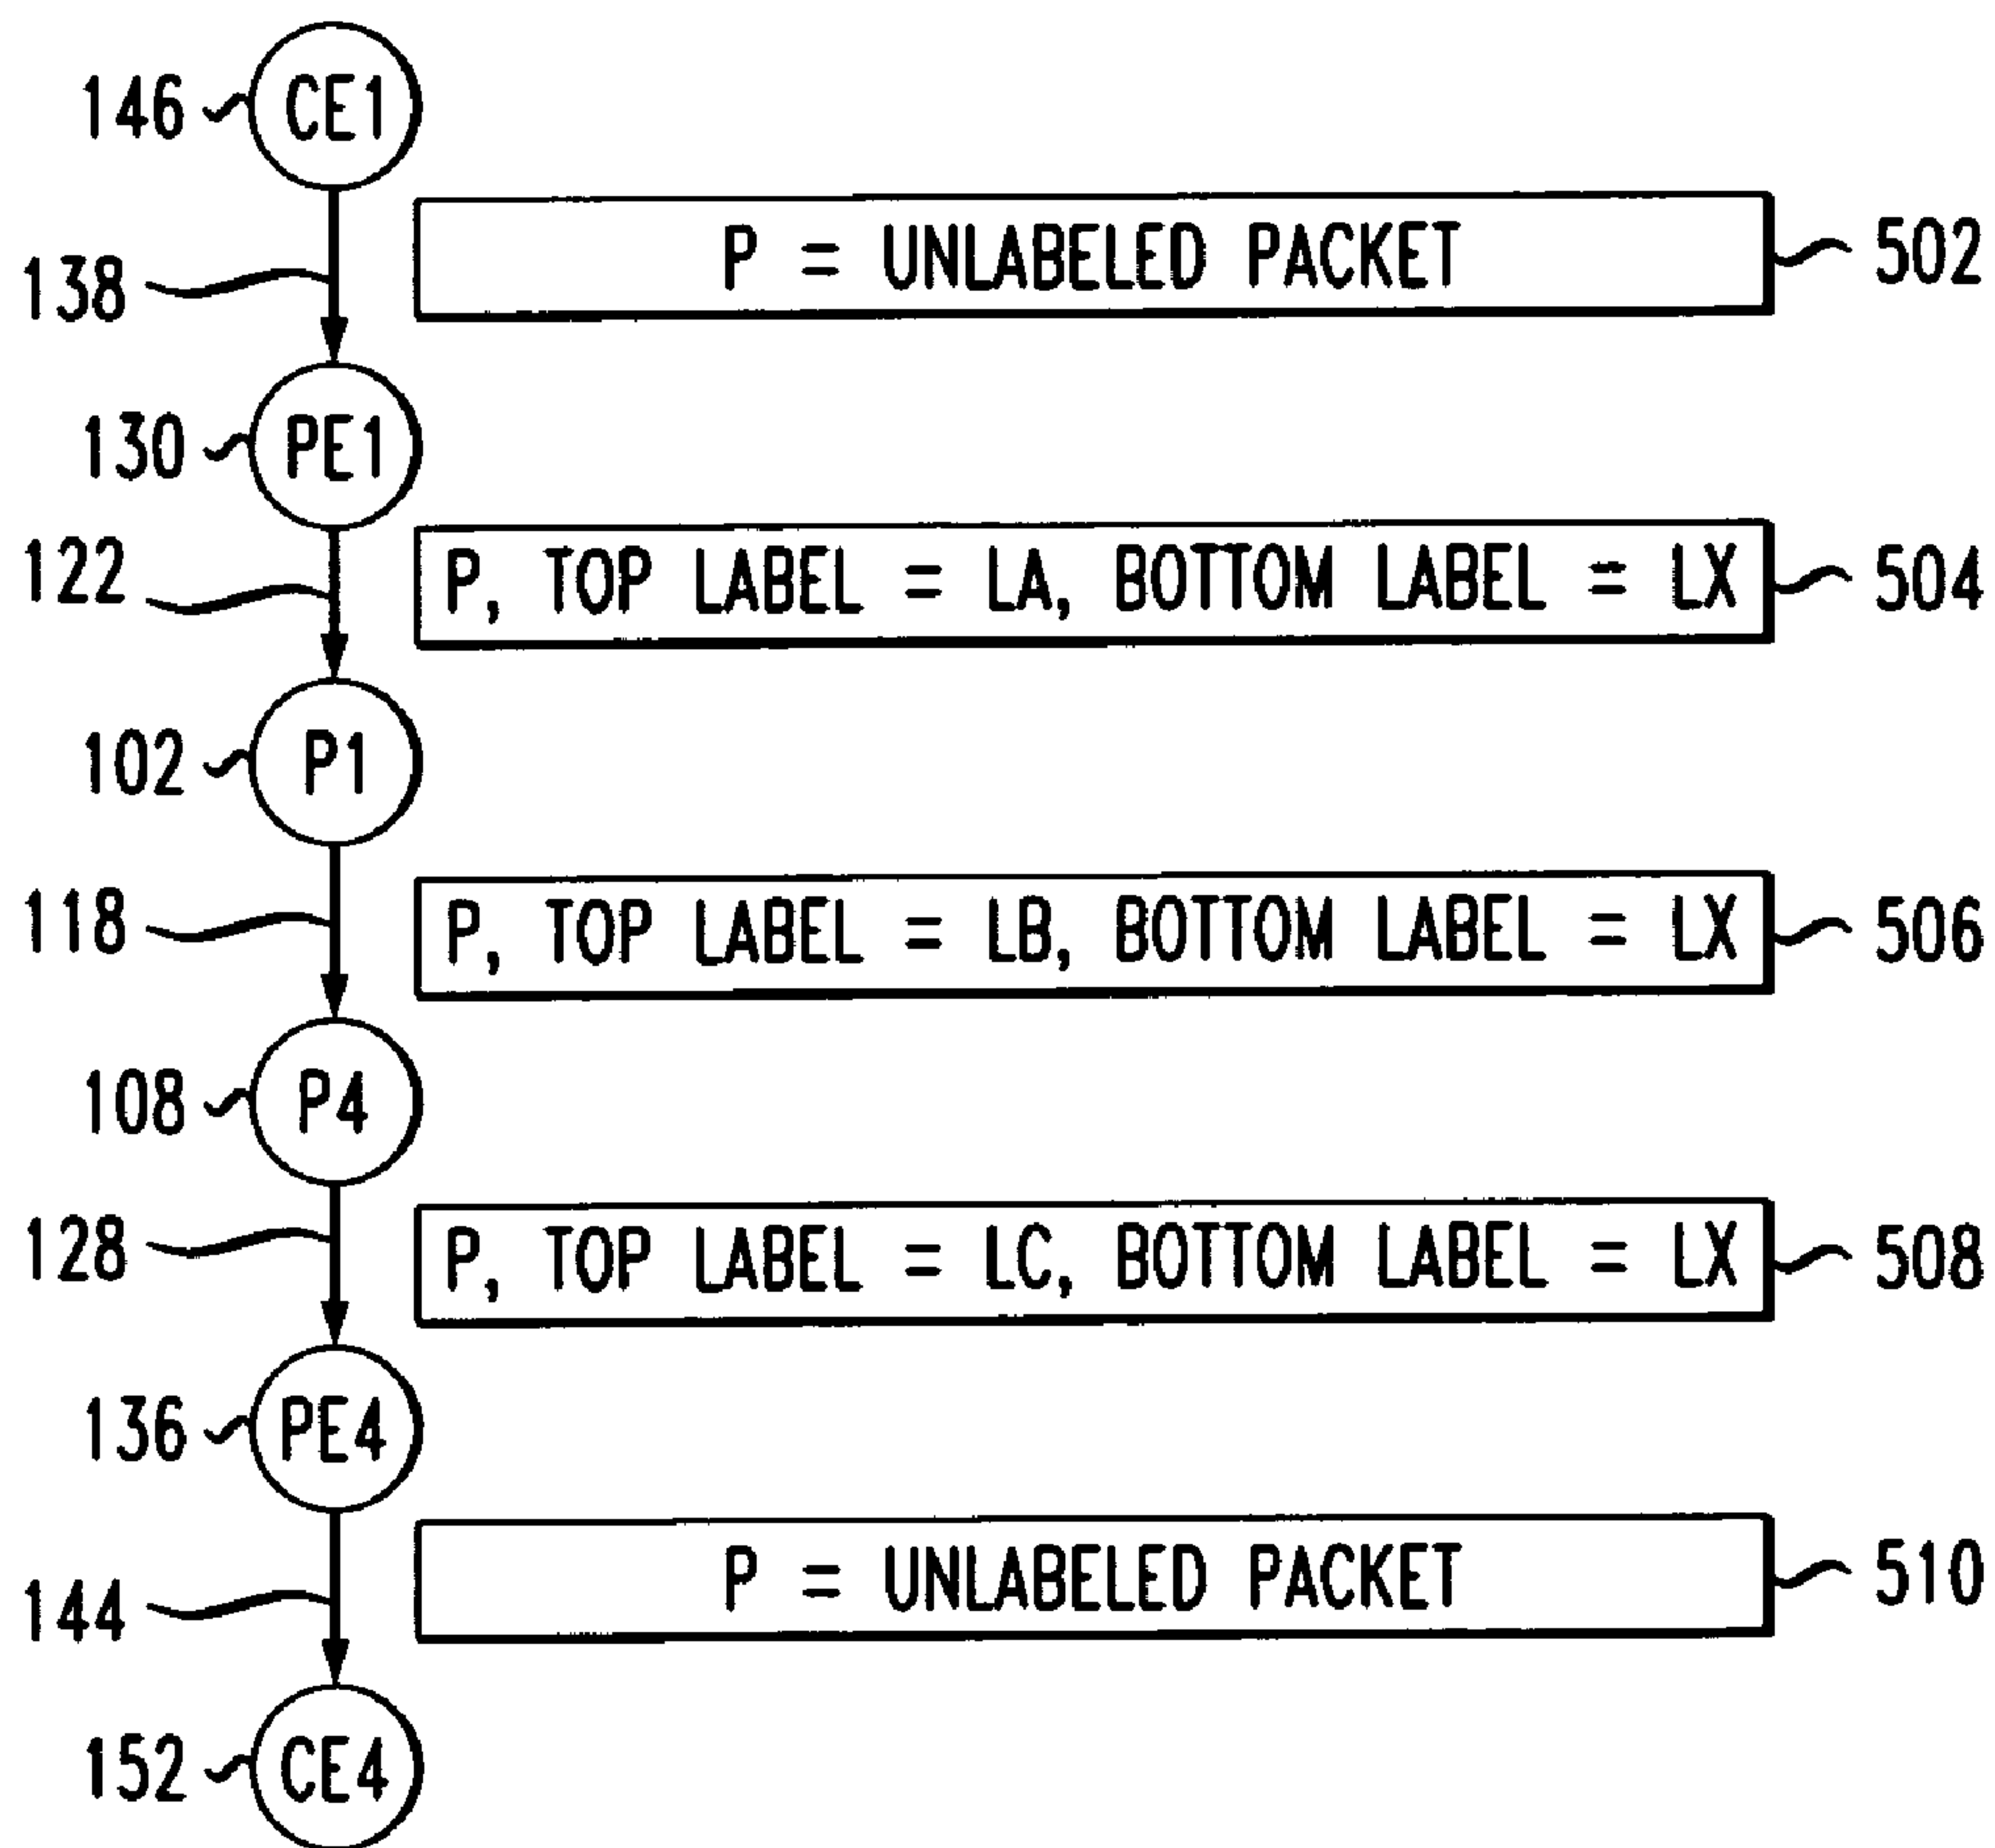 146 CE1
138 P = UNLABELED PACKET 502
130 PE1
122 P, TOP LABEL = LA, BOTTOM LABEL = LX 504
102 P1
118 P, TOP LABEL = LB, BOTTOM LABEL = LX 506
108 P4
128 P, TOP LABEL = LC, BOTTOM LABEL = LX 508
136 PE4
144 P = UNLABELED PACKET 510
152 CE4